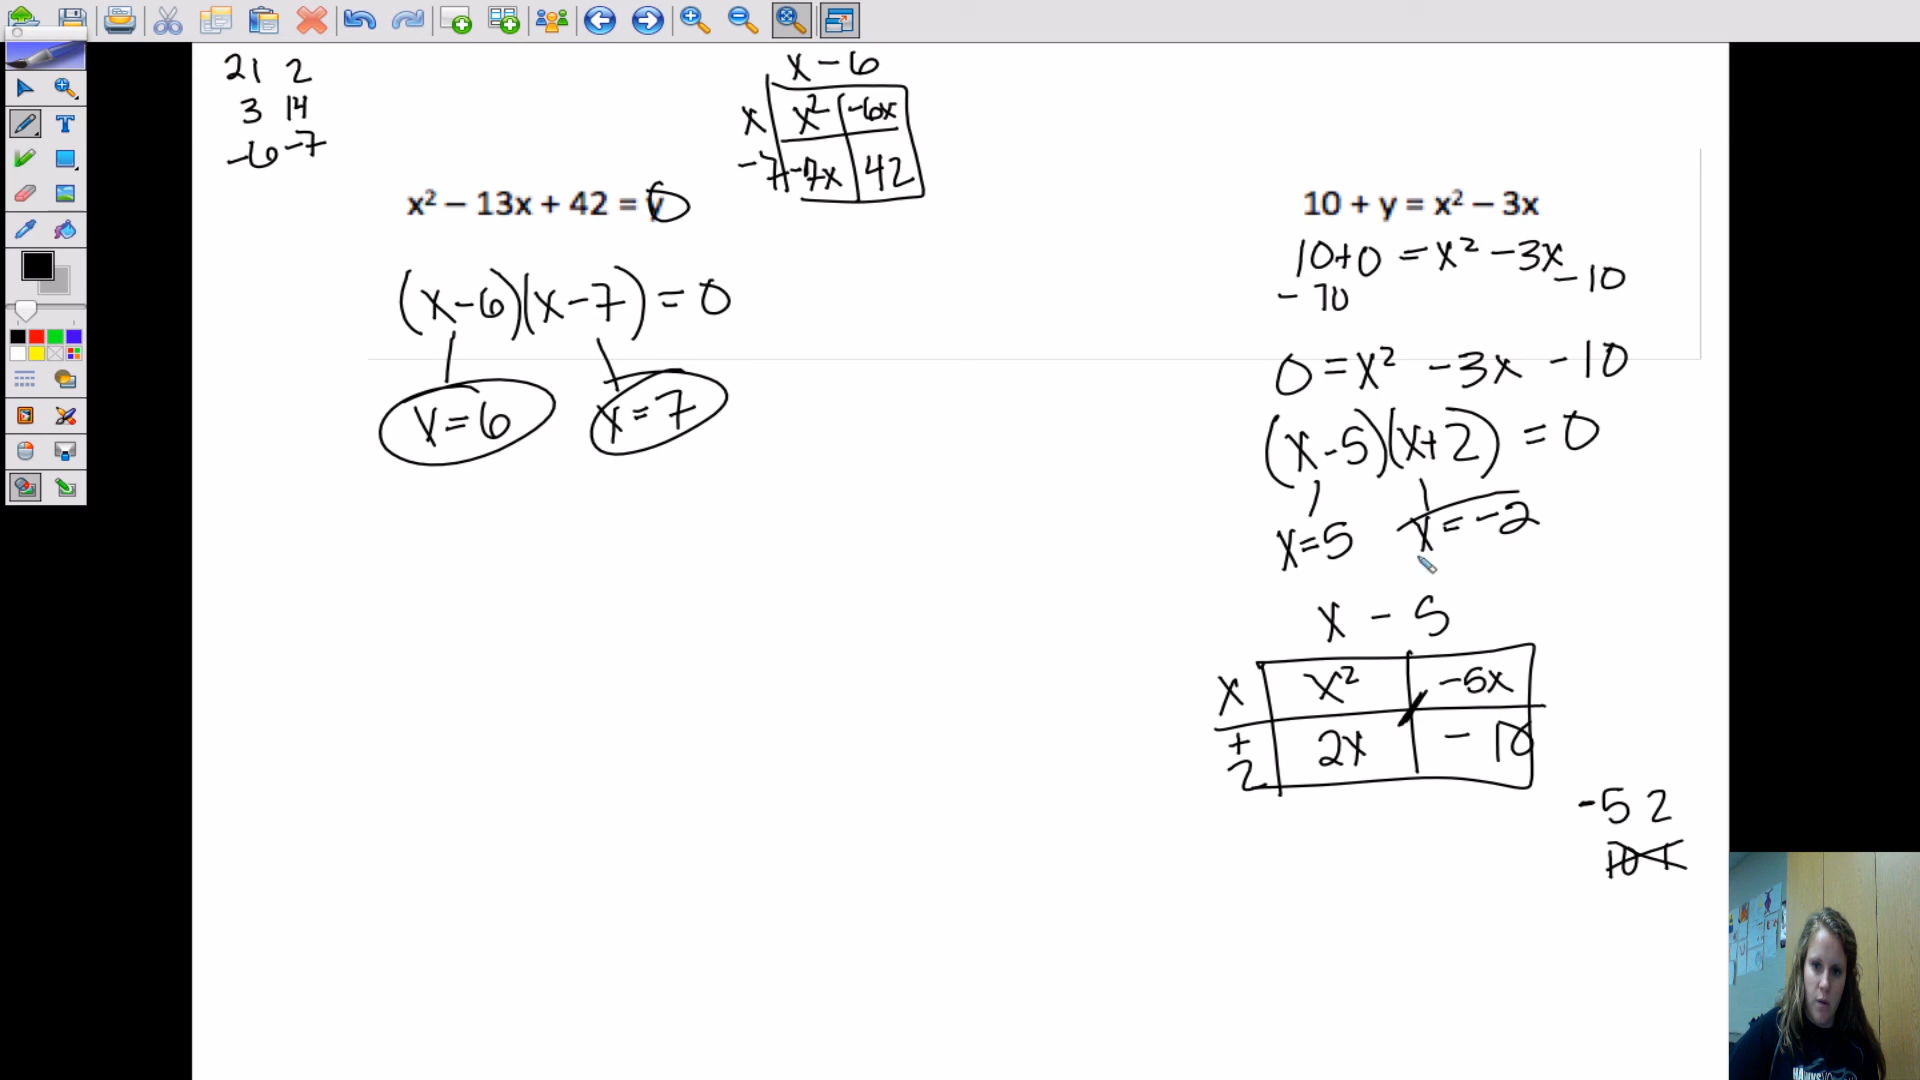 21 2
3 14
-6 -7
x - 6
x x² -6x
-7 -7x 42
x² – 13x + 42 = y 0
(x-6)(x-7) = 0
x=6 x=7
10 + y = x² – 3x
10+0 = x² -3x
-10 -10
0 = x² -3x -10
(x-5)(x+2) = 0
x=5 x=-2
x - 5
x x² -5x
+ 2 2x -10
-5 2
10 -1